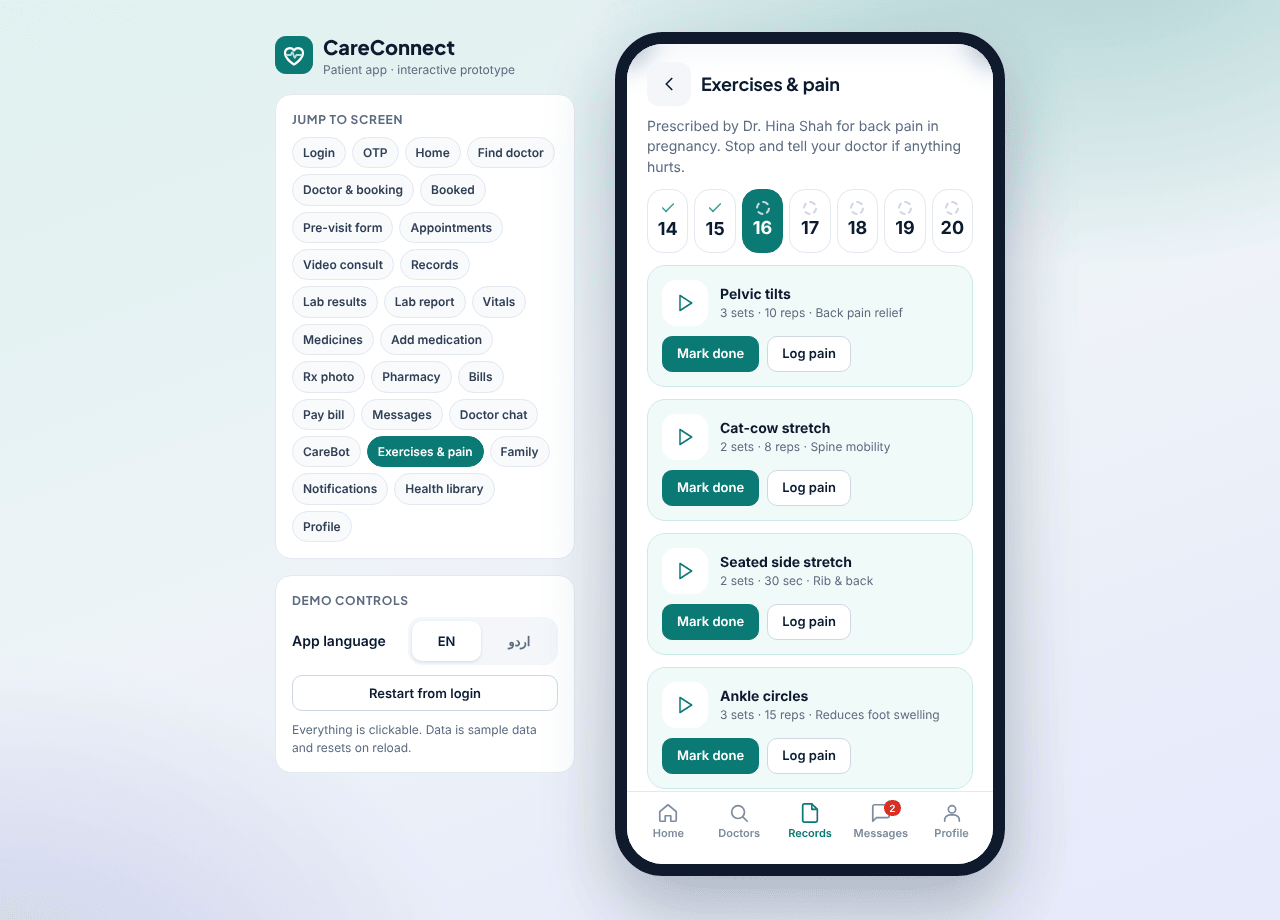 CareConnect
Patient app · interactive prototype
JUMP TO SCREEN
Login OTP Home Find doctor
Doctor & booking Booked
Pre-visit form Appointments
Video consult Records
Lab results Lab report Vitals
Medicines Add medication
Rx photo Pharmacy Bills
Pay bill Messages Doctor chat
CareBot Exercises & pain Family
Notifications Health library
Profile
DEMO CONTROLS
App language EN اردو
Restart from login
Everything is clickable. Data is sample data
and resets on reload.
Exercises & pain
Prescribed by Dr. Hina Shah for back pain in
pregnancy. Stop and tell your doctor if anything
hurts.
14 15 16 17 18 19 20
Pelvic tilts
3 sets · 10 reps · Back pain relief
Mark done Log pain
Cat-cow stretch
2 sets · 8 reps · Spine mobility
Mark done Log pain
Seated side stretch
2 sets · 30 sec · Rib & back
Mark done Log pain
Ankle circles
3 sets · 15 reps · Reduces foot swelling
Mark done Log pain
2
Home Doctors Records Messages Profile